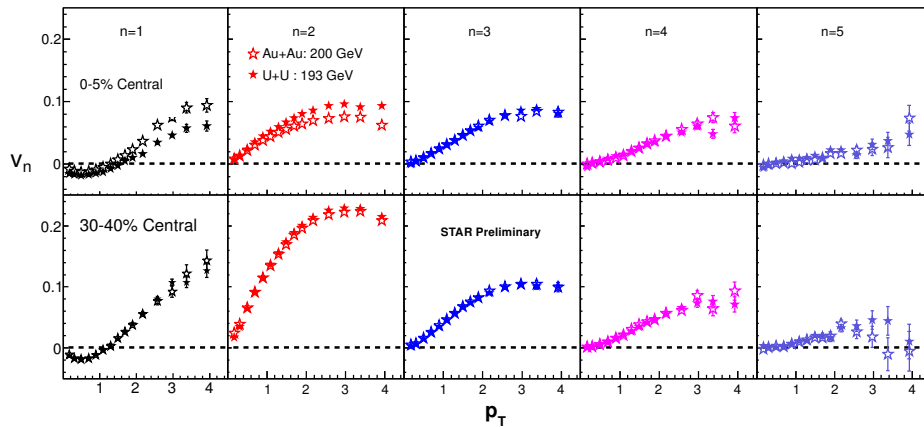 n=1 n=2 n=3 n=4 n=5
0.2
Au+Au: 200 GeV
U+U : 193 GeV
0-5% Central
0.1
0
v_n
30-40% Central
0.2
STAR Preliminary
0.1
0
1 2 3 4 1 2 3 4 1 2 3 4 1 2 3 4 1 2 3 4
p_T